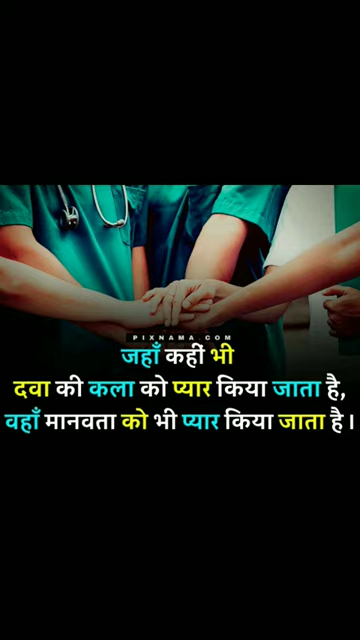 PIXNAMA.COM
जहाँ कहीं भी
दवा की कला को प्यार किया जाता है,
वहाँ मानवता को भी प्यार किया जाता है।